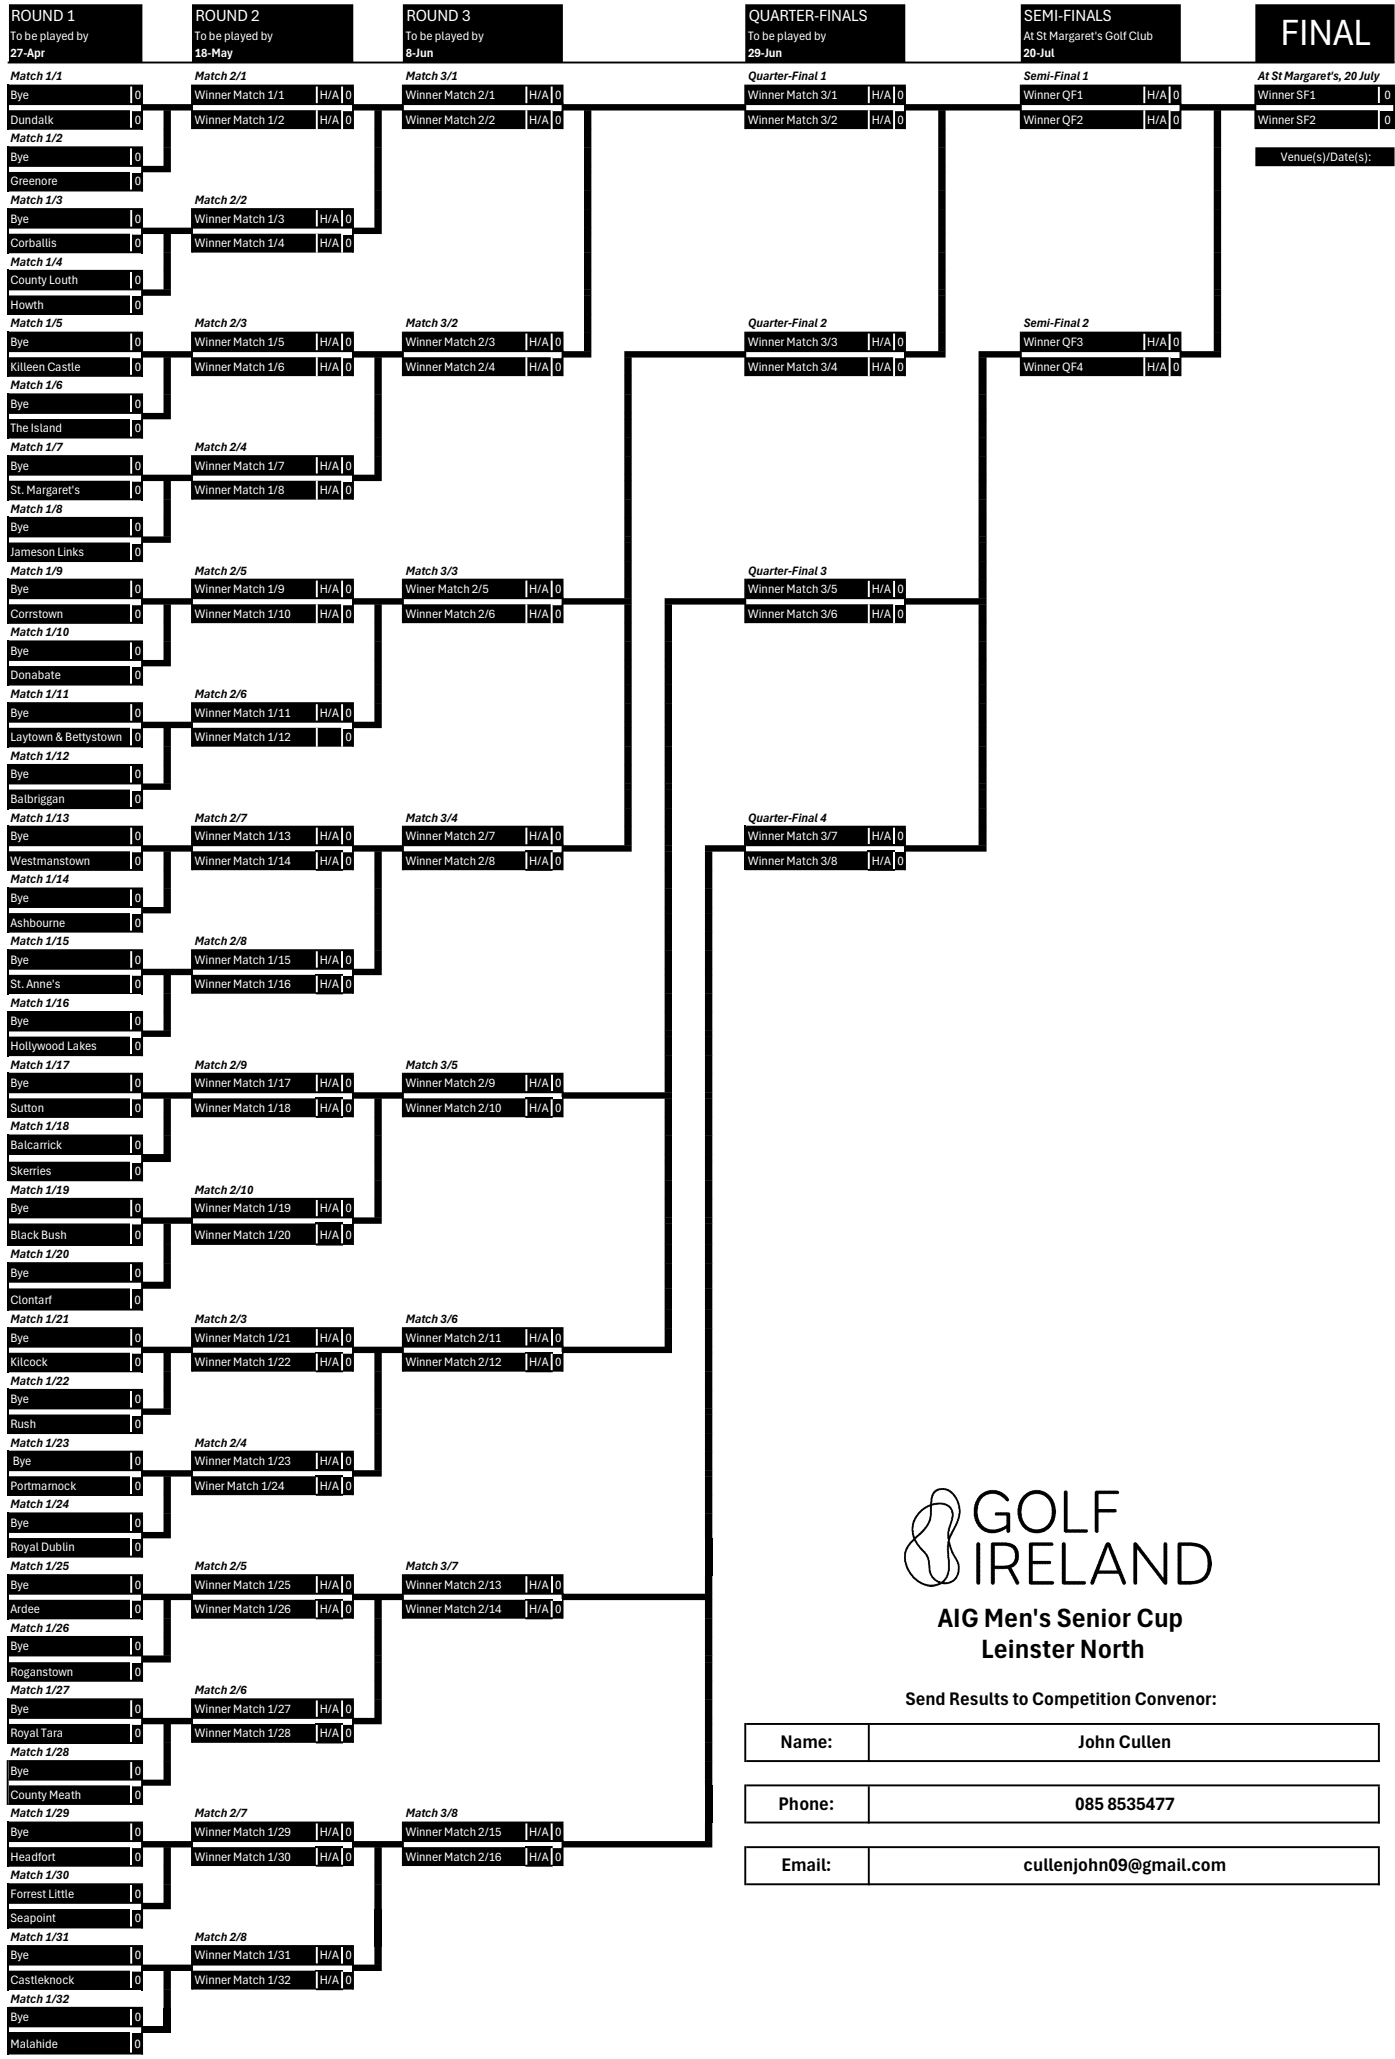 ROUND 1
To be played by
27-Apr
ROUND 2
To be played by
18-May
ROUND 3
To be played by
8-Jun
QUARTER-FINALS
To be played by
29-Jun
SEMI-FINALS
At St Margaret's Golf Club
20-Jul
FINAL
Match 1/1
Bye 0
Dundalk 0
Match 1/2
Bye 0
Greenore 0
Match 1/3
Bye 0
Corballis 0
Match 1/4
County Louth 0
Howth 0
Match 1/5
Bye 0
Killeen Castle 0
Match 1/6
Bye 0
The Island 0
Match 1/7
Bye 0
St. Margaret's 0
Match 1/8
Bye 0
Jameson Links 0
Match 1/9
Bye 0
Corrstown 0
Match 1/10
Bye 0
Donabate 0
Match 1/11
Bye 0
Laytown & Bettystown 0
Match 1/12
Bye 0
Balbriggan 0
Match 1/13
Bye 0
Westmanstown 0
Match 1/14
Bye 0
Ashbourne 0
Match 1/15
Bye 0
St. Anne's 0
Match 1/16
Bye 0
Hollywood Lakes 0
Match 1/17
Bye 0
Sutton 0
Match 1/18
Balcarrick 0
Skerries 0
Match 1/19
Bye 0
Black Bush 0
Match 1/20
Bye 0
Clontarf 0
Match 1/21
Bye 0
Kilcock 0
Match 1/22
Bye 0
Rush 0
Match 1/23
Bye 0
Portmarnock 0
Match 1/24
Bye 0
Royal Dublin 0
Match 1/25
Bye 0
Ardee 0
Match 1/26
Bye 0
Roganstown 0
Match 1/27
Bye 0
Royal Tara 0
Match 1/28
Bye 0
County Meath 0
Match 1/29
Bye 0
Headfort 0
Match 1/30
Forrest Little 0
Seapoint 0
Match 1/31
Bye 0
Castleknock 0
Match 1/32
Bye 0
Malahide 0
Match 2/1
Winner Match 1/1 H/A 0
Winner Match 1/2 H/A 0
Match 2/2
Winner Match 1/3 H/A 0
Winner Match 1/4 H/A 0
Match 2/3
Winner Match 1/5 H/A 0
Winner Match 1/6 H/A 0
Match 2/4
Winner Match 1/7 H/A 0
Winner Match 1/8 H/A 0
Match 2/5
Winner Match 1/9 H/A 0
Winner Match 1/10 H/A 0
Match 2/6
Winner Match 1/11 H/A 0
Winner Match 1/12 0
Match 2/7
Winner Match 1/13 H/A 0
Winner Match 1/14 H/A 0
Match 2/8
Winner Match 1/15 H/A 0
Winner Match 1/16 H/A 0
Match 2/9
Winner Match 1/17 H/A 0
Winner Match 1/18 H/A 0
Match 2/10
Winner Match 1/19 H/A 0
Winner Match 1/20 H/A 0
Match 2/3
Winner Match 1/21 H/A 0
Winner Match 1/22 H/A 0
Match 2/4
Winner Match 1/23 H/A 0
Winer Match 1/24 H/A 0
Match 2/5
Winner Match 1/25 H/A 0
Winner Match 1/26 H/A 0
Match 2/6
Winner Match 1/27 H/A 0
Winner Match 1/28 H/A 0
Match 2/7
Winner Match 1/29 H/A 0
Winner Match 1/30 H/A 0
Match 2/8
Winner Match 1/31 H/A 0
Winner Match 1/32 H/A 0
Match 3/1
Winner Match 2/1 H/A 0
Winner Match 2/2 H/A 0
Match 3/2
Winner Match 2/3 H/A 0
Winner Match 2/4 H/A 0
Match 3/3
Winer Match 2/5 H/A 0
Winner Match 2/6 H/A 0
Match 3/4
Winner Match 2/7 H/A 0
Winner Match 2/8 H/A 0
Match 3/5
Winner Match 2/9 H/A 0
Winner Match 2/10 H/A 0
Match 3/6
Winner Match 2/11 H/A 0
Winner Match 2/12 H/A 0
Match 3/7
Winner Match 2/13 H/A 0
Winner Match 2/14 H/A 0
Match 3/8
Winner Match 2/15 H/A 0
Winner Match 2/16 H/A 0
Quarter-Final 1
Winner Match 3/1 H/A 0
Winner Match 3/2 H/A 0
Quarter-Final 2
Winner Match 3/3 H/A 0
Winner Match 3/4 H/A 0
Quarter-Final 3
Winner Match 3/5 H/A 0
Winner Match 3/6 H/A 0
Quarter-Final 4
Winner Match 3/7 H/A 0
Winner Match 3/8 H/A 0
Semi-Final 1
Winner QF1 H/A 0
Winner QF2 H/A 0
Semi-Final 2
Winner QF3 H/A 0
Winner QF4 H/A 0
At St Margaret's, 20 July
Winner SF1 0
Winner SF2 0
Venue(s)/Date(s):
GOLF
IRELAND
AIG Men's Senior Cup
Leinster North
Send Results to Competition Convenor:
Name: John Cullen
Phone: 085 8535477
Email: cullenjohn09@gmail.com